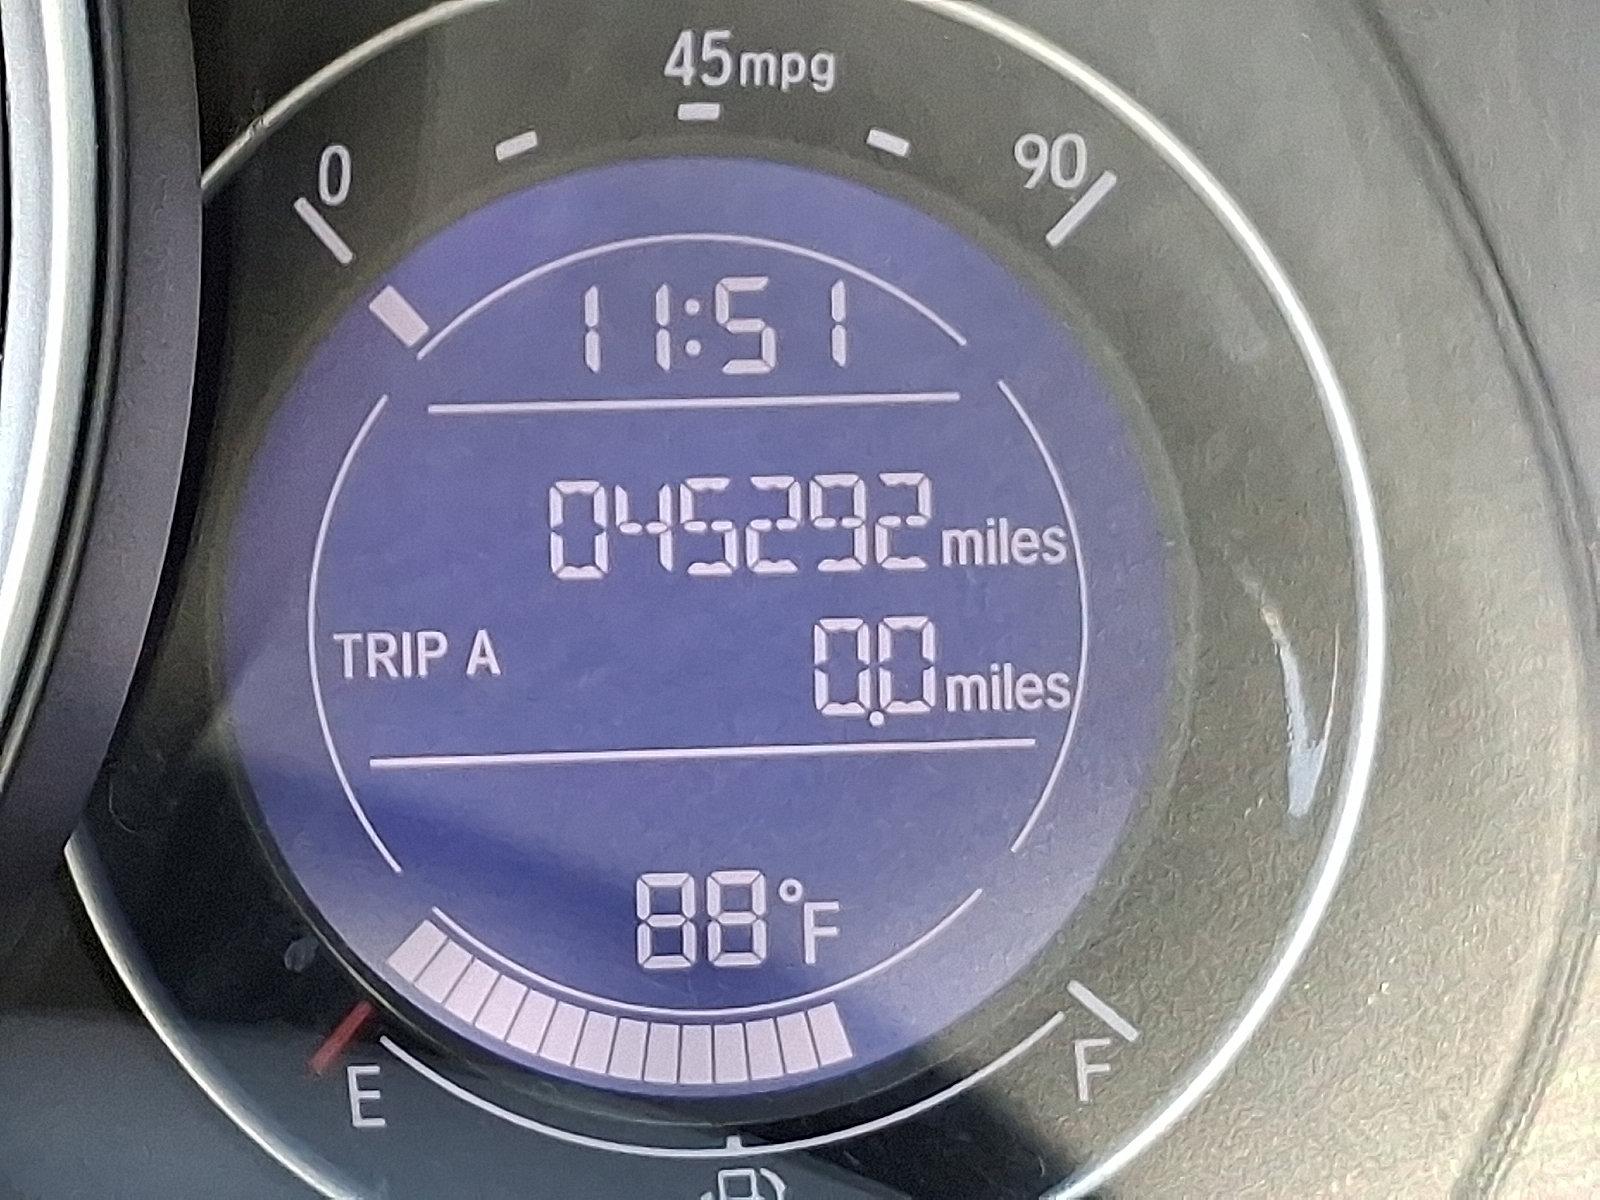 45mpg
0
90
11:51
045292 miles
TRIP A 0.0 miles
88°F
E
F